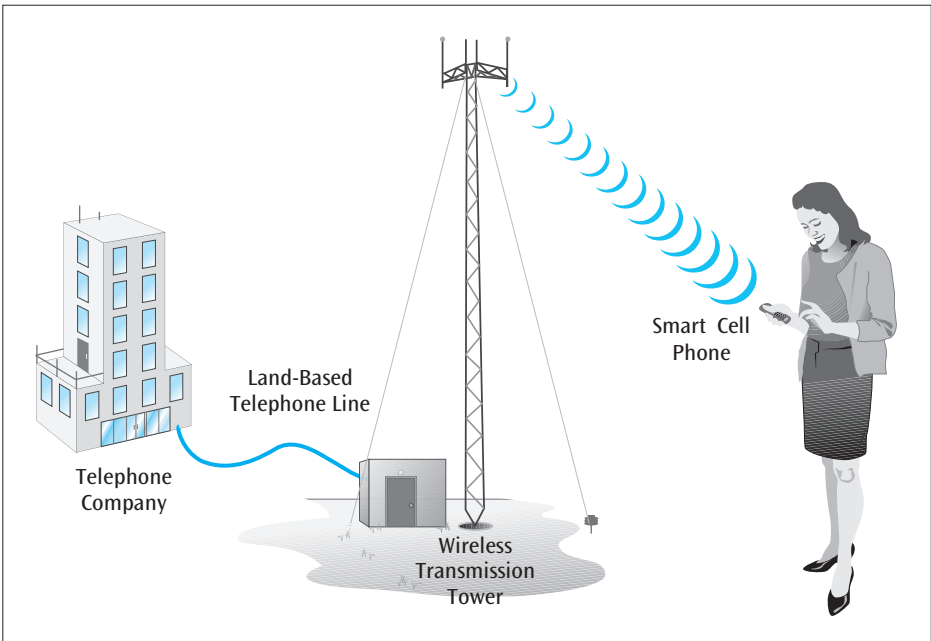 Smart Cell
Phone
Land-Based
Telephone Line
Telephone
Company
Wireless
Transmission
Tower